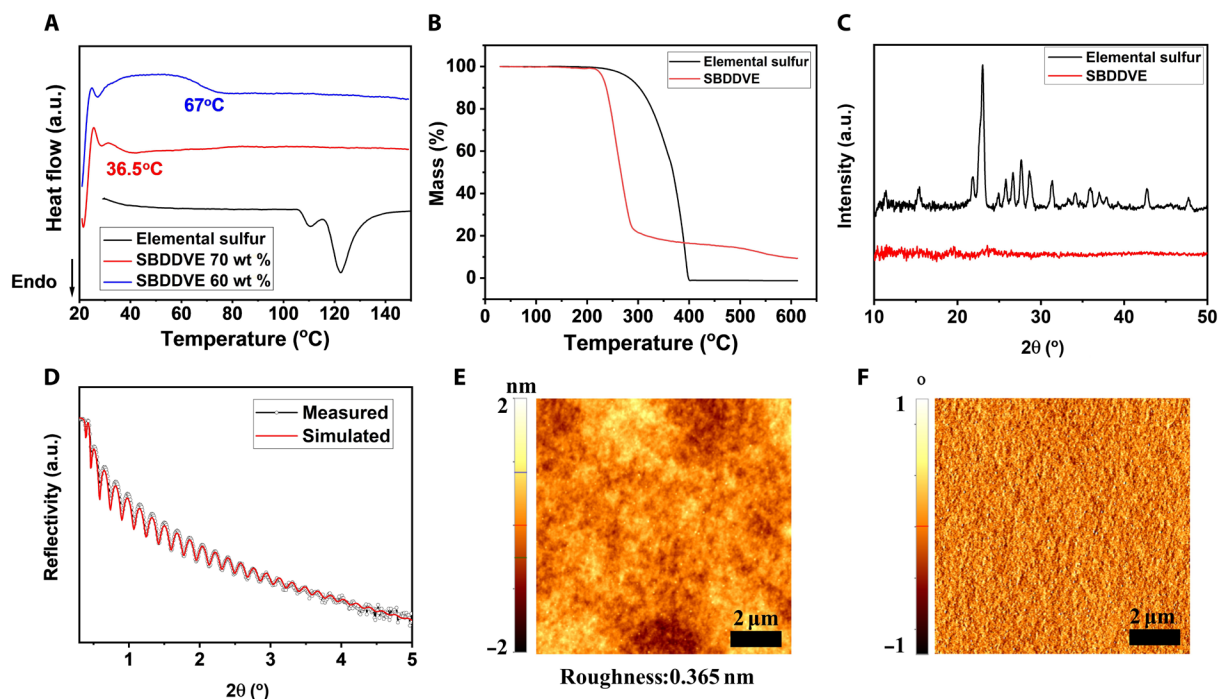 A
Heat flow (a.u.)
Endo
67°C
36.5°C
Elemental sulfur
SBDDVE 70 wt %
SBDDVE 60 wt %
20 40 60 80 100 120 140
Temperature (°C)
B
Mass (%)
100
80
60
40
20
0
Elemental sulfur
SBDDVE
0 100 200 300 400 500 600
Temperature (°C)
C
Intensity (a.u.)
Elemental sulfur
SBDDVE
10 20 30 40 50
2θ (°)
D
Reflectivity (a.u.)
Measured
Simulated
1 2 3 4 5
2θ (°)
E
nm
2
−2
2 µm
Roughness:0.365 nm
F
°
1
−1
2 µm